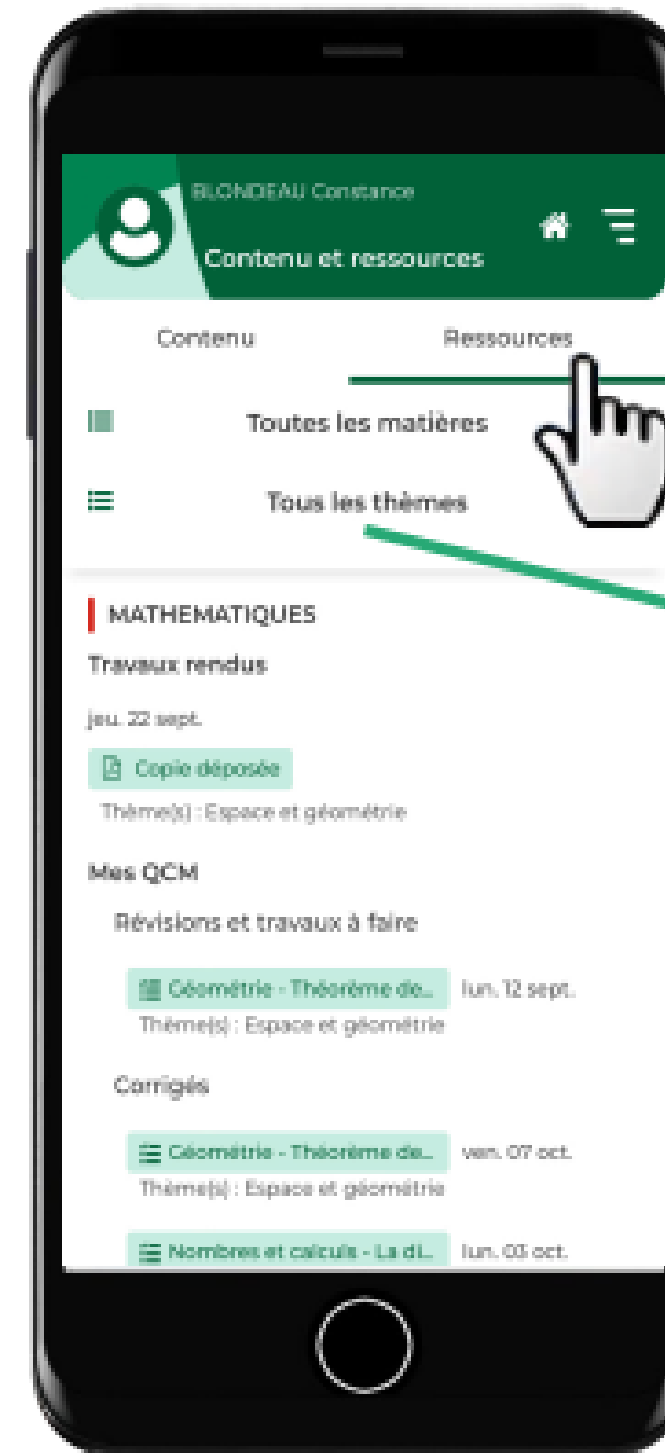 BLONDEAU Constance
Contenu et ressources
Contenu
Ressources
Toutes les matières
Tous les thèmes
MATHEMATIQUES
Travaux rendus
jeu. 22 sept.
Copie déposée
Thème(s) : Espace et géométrie
Mes QCM
Révisions et travaux à faire
Géométrie - Théorème de... lun. 12 sept.
Thème(s) : Espace et géométrie
Corrigés
Géométrie - Théorème de... ven. 07 oct.
Thème(s) : Espace et géométrie
Nombres et calculs - La di... lun. 03 oct.